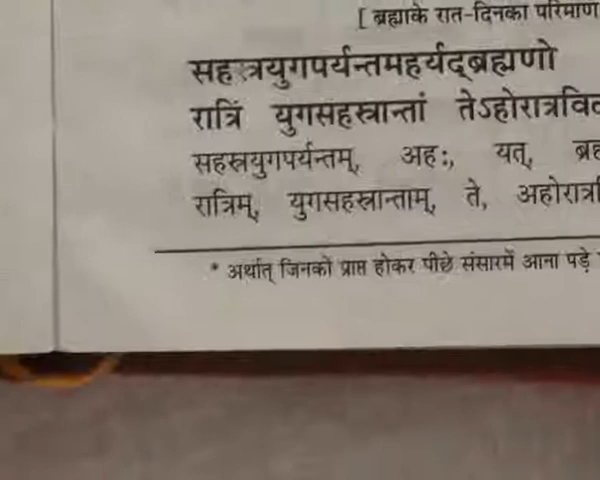 [ ब्रह्माके रात-दिनका परिमाण
सहस्त्रयुगपर्यन्तमहर्यद्ब्रह्मणो
रात्रिं युगसहस्त्रान्तां तेऽहोरात्रवि
सहस्त्रयुगपर्यन्तम्, अहः, यत्, ब्रह
रात्रिम्, युगसहस्त्रान्ताम्, ते, अहोरात्र
* अर्थात् जिनको प्राप्त होकर पीछे संसारमें आना पड़े